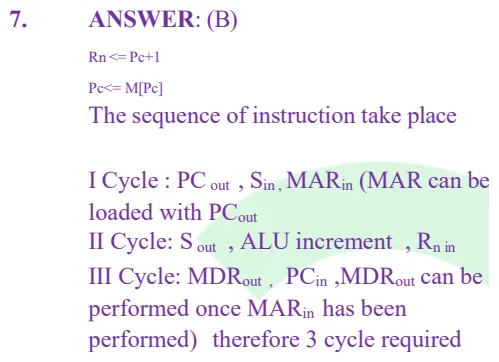 7. ANSWER: (B)
Rn <= Pc+1
Pc<= M[Pc]
The sequence of instruction take place
I Cycle : PC out , Sin , MARin (MAR can be
loaded with PCout
II Cycle: S out , ALU increment , Rn in
III Cycle: MDRout , PCin ,MDRout can be
performed once MARin has been
performed) therefore 3 cycle required